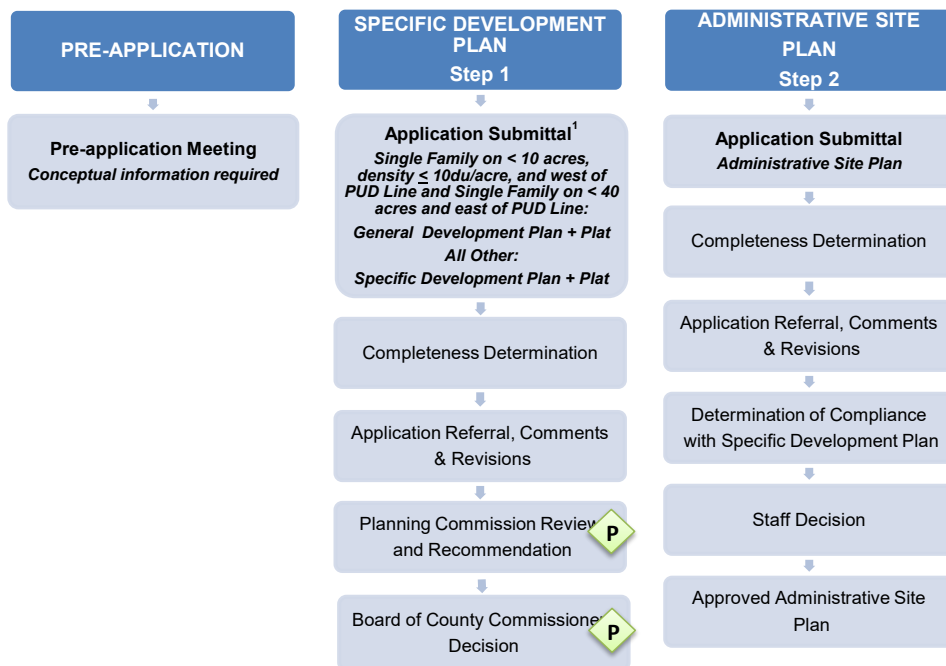 PRE-APPLICATION
Pre-application Meeting
Conceptual information required
SPECIFIC DEVELOPMENT
PLAN
Step 1
Application Submittal¹
Single Family on < 10 acres,
density ≤ 10du/acre, and west of
PUD Line and Single Family on < 40
acres and east of PUD Line:
General Development Plan + Plat
All Other:
Specific Development Plan + Plat
Completeness Determination
Application Referral, Comments
& Revisions
Planning Commission Review
and Recommendation
P
Board of County Commissioner
Decision
P
ADMINISTRATIVE SITE
PLAN
Step 2
Application Submittal
Administrative Site Plan
Completeness Determination
Application Referral, Comments
& Revisions
Determination of Compliance
with Specific Development Plan
Staff Decision
Approved Administrative Site
Plan